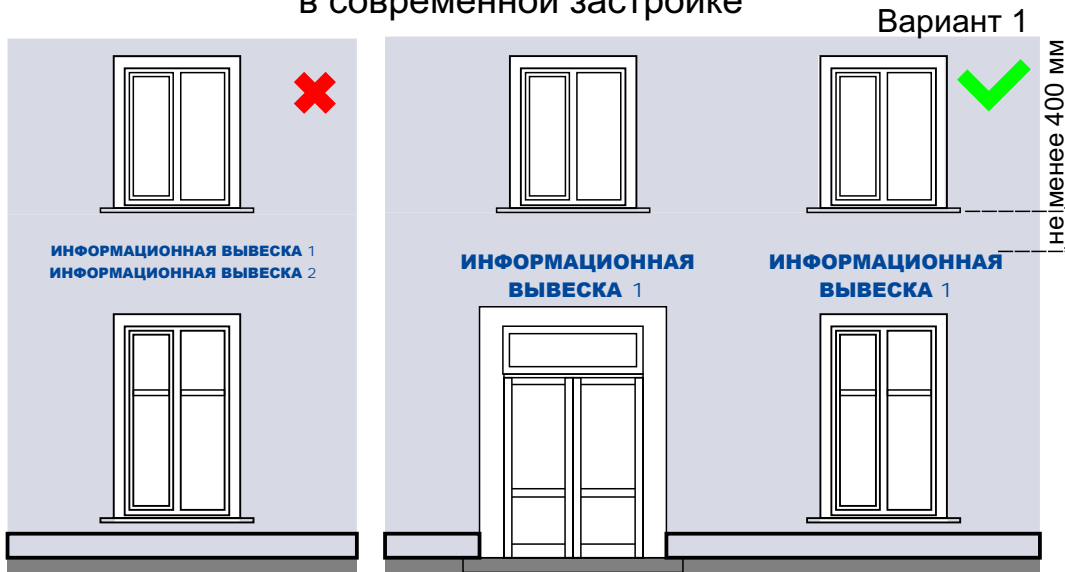 в современной застройке
Вариант 1
не менее 400 мм
ИНФОРМАЦИОННАЯ ВЫВЕСКА 1
ИНФОРМАЦИОННАЯ ВЫВЕСКА 2
ИНФОРМАЦИОННАЯ
ВЫВЕСКА 1
ИНФОРМАЦИОННАЯ
ВЫВЕСКА 1